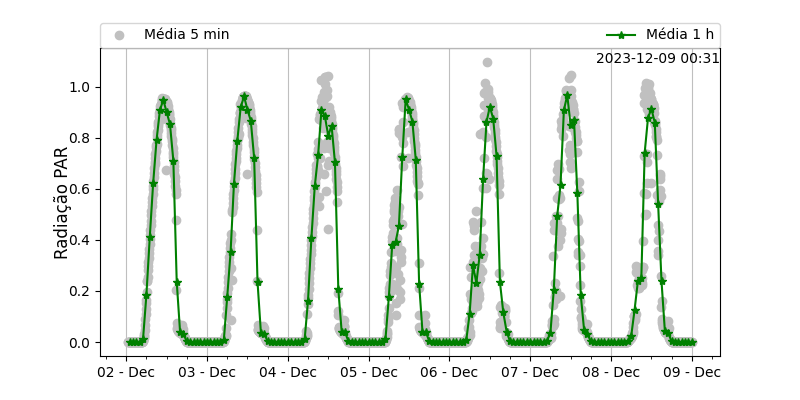 Média 5 min
Média 1 h
2023-12-09 00:31
Radiação PAR
1.0
0.8
0.6
0.4
0.2
0.0
02 - Dec
03 - Dec
04 - Dec
05 - Dec
06 - Dec
07 - Dec
08 - Dec
09 - Dec